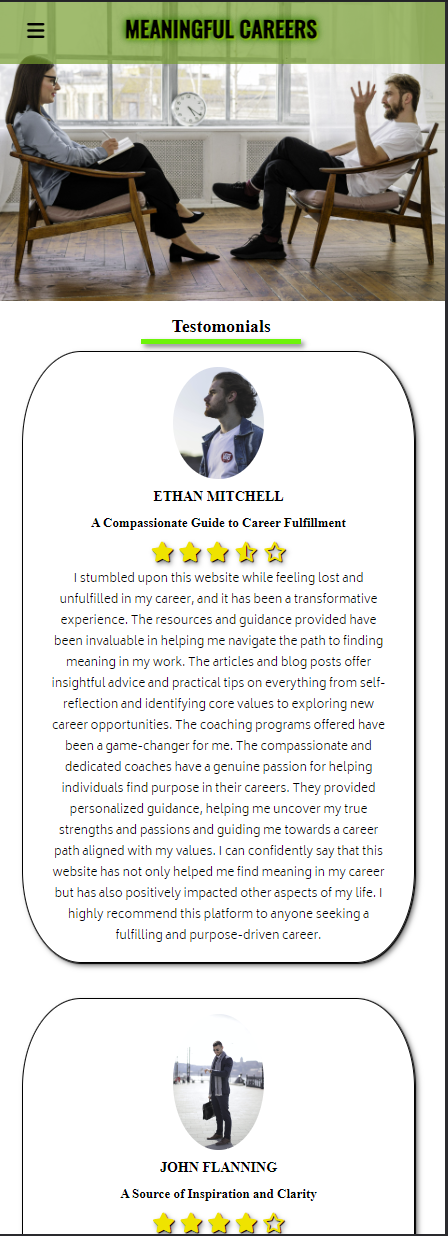 MEANINGFUL CAREERS
Testomonials
ETHAN MITCHELL
A Compassionate Guide to Career Fulfillment
I stumbled upon this website while feeling lost and
unfulfilled in my career, and it has been a transformative
experience. The resources and guidance provided have
been invaluable in helping me navigate the path to finding
meaning in my work. The articles and blog posts offer
insightful advice and practical tips on everything from self-
reflection and identifying core values to exploring new
career opportunities. The coaching programs offered have
been a game-changer for me. The compassionate and
dedicated coaches have a genuine passion for helping
individuals find purpose in their careers. They provided
personalized guidance, helping me uncover my true
strengths and passions and guiding me towards a career
path aligned with my values. I can confidently say that this
website has not only helped me find meaning in my career
but has also positively impacted other aspects of my life. I
highly recommend this platform to anyone seeking a
fulfilling and purpose-driven career.
JOHN FLANNING
A Source of Inspiration and Clarity